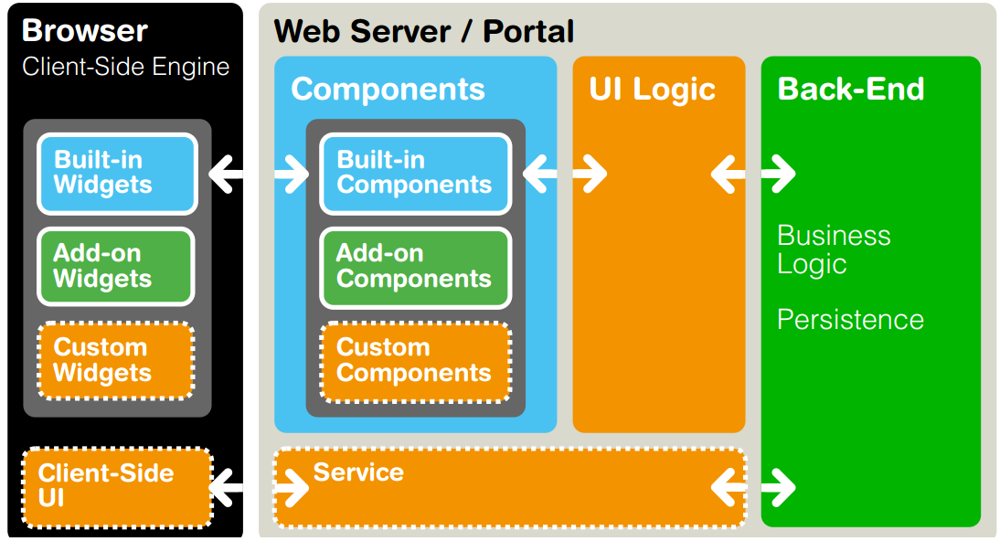 Browser
Client-Side Engine
Built-in
Widgets
Add-on
Widgets
Custom
Widgets
Client-Side
UI
Web Server / Portal
Components
Built-in
Components
Add-on
Components
Custom
Components
UI Logic
Service
Back-End
Business
Logic
Persistence